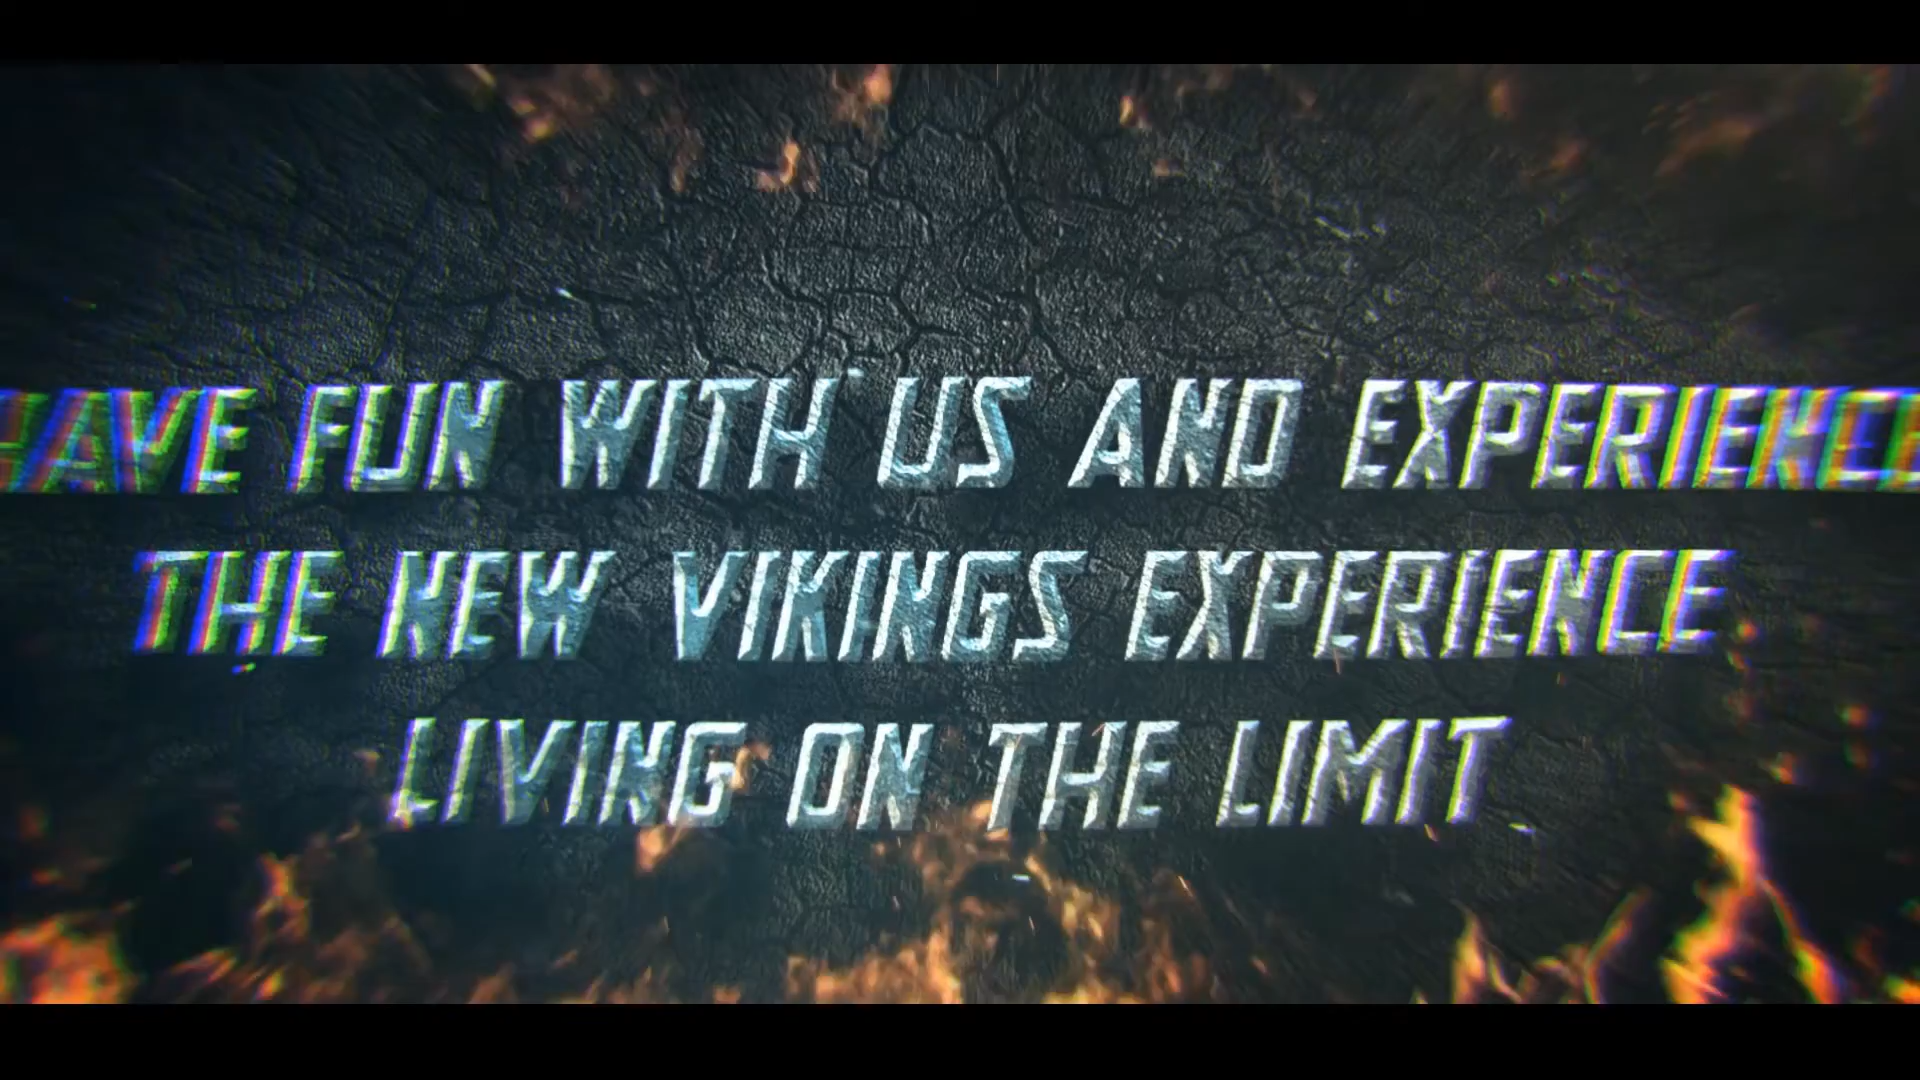 HAVE FUN WITH US AND EXPERIENCE
THE NEW VIKINGS EXPERIENCE
LIVING ON THE LIMIT